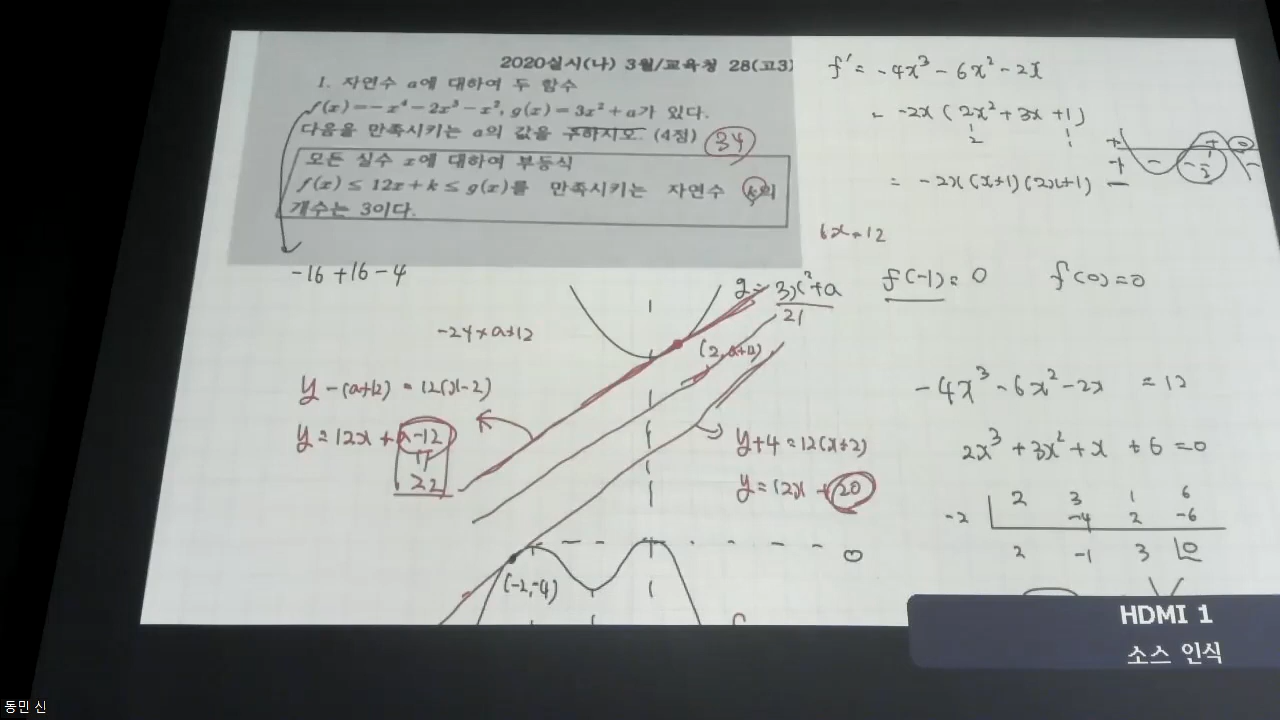 2020실시(나) 3월/교육청 28(고3)
1. 자연수 a에 대하여 두 함수
f(x)=-x⁴-2x³-x², g(x)=3x²+a가 있다.
다음을 만족시키는 a의 값을 구하시오. (4점)
34
모든 실수 x에 대하여 부등식
f(x)≤12x+k≤g(x)를 만족시키는 자연수 k의
개수는 3이다.
-16+16-4
-24+a+12
y-(a+12)=12(x-2)
y=12x+a-12
22
y=3x²+a
21
(2, a+12)
y+4=12(x+2)
y=12x+20
(-2,-4)
0
f'=-4x³-6x²-2x
=-2x(2x²+3x+1)
=-2x(x+1)(2x+1)
6x=12
f(-1)=0 f(0)=0
-4x³-6x²-2x=12
2x³+3x²+x+6=0
-2 2 3 1 6
-4 2 -6
2 -1 3 0
HDMI 1
소스 인식
동민 신